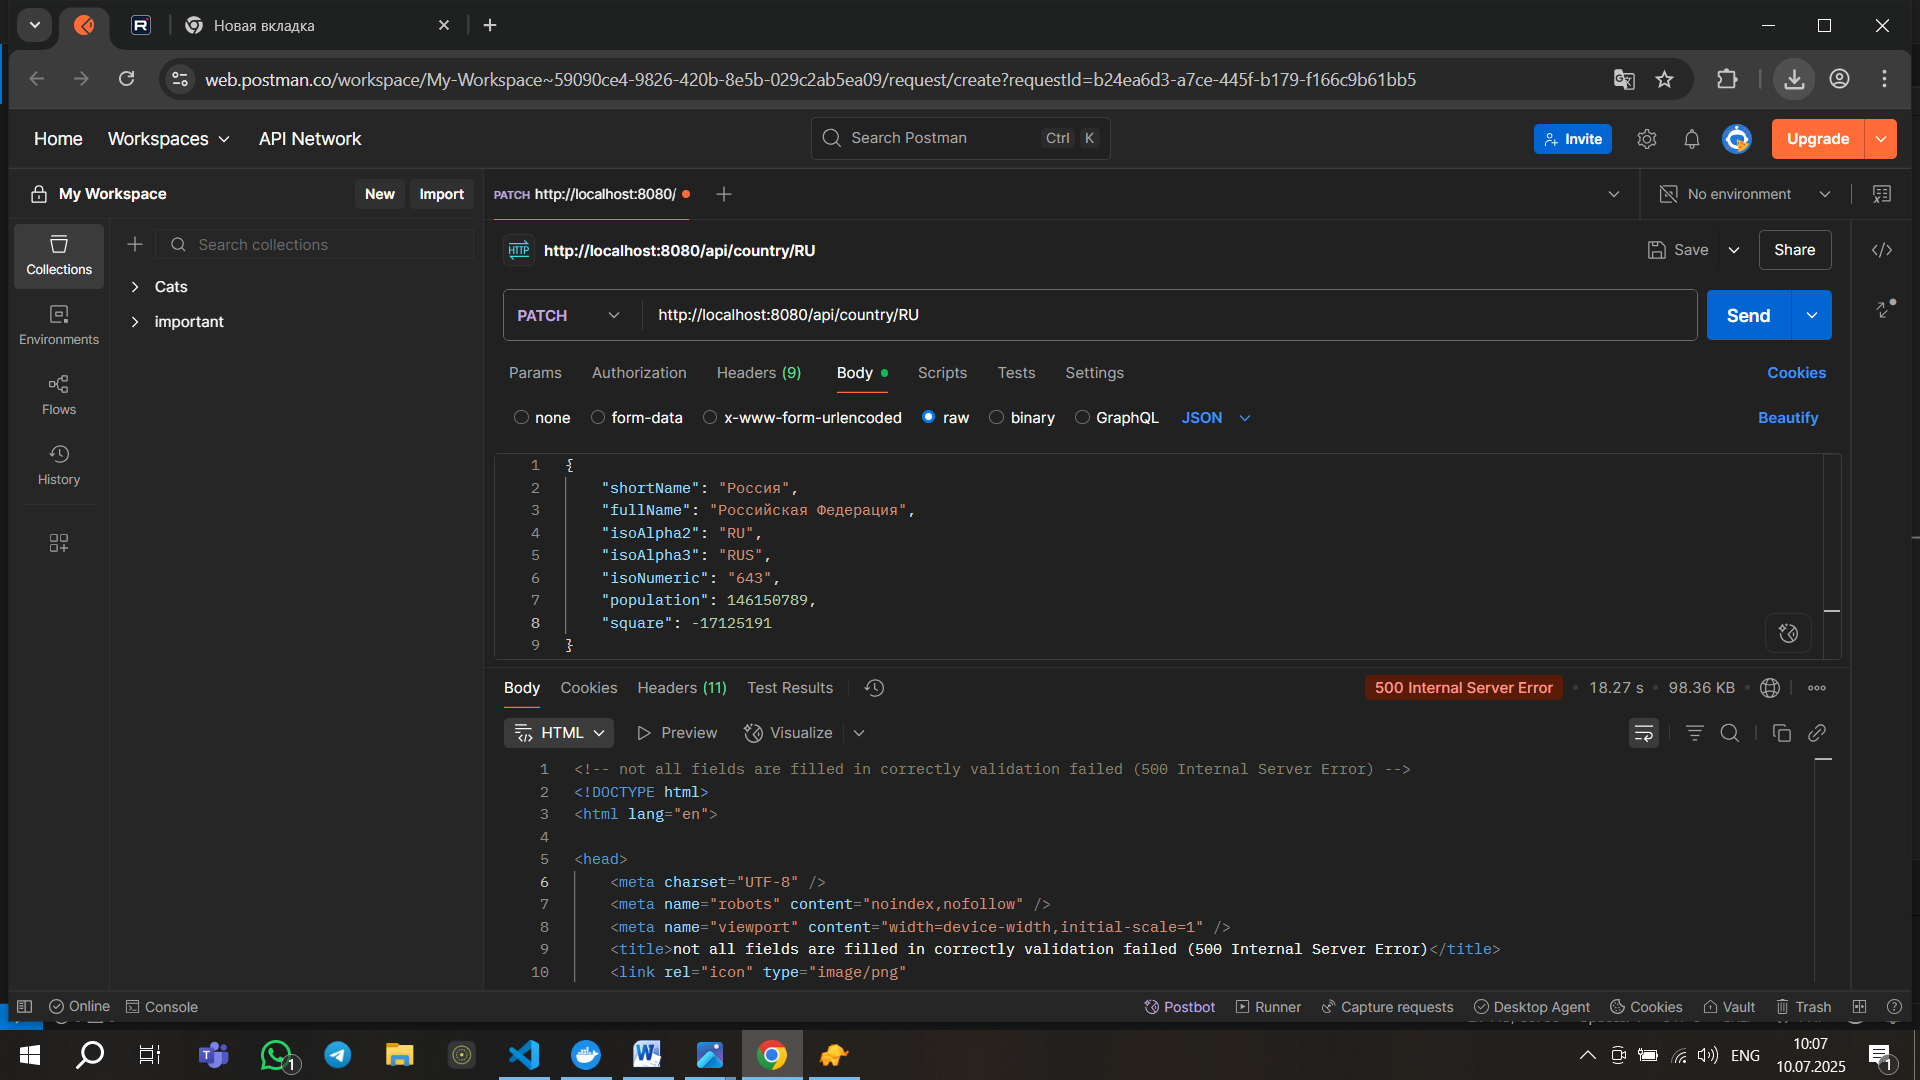 Новая вкладка
web.postman.co/workspace/My-Workspace~59090ce4-9826-420b-8e5b-029c2ab5ea09/request/create?requestId=b24ea6d3-a7ce-445f-b179-f166c9b61bb5
Home Workspaces API Network Search Postman Ctrl K Invite Upgrade
My Workspace New Import PATCH http://localhost:8080/ No environment
Search collections
Collections
Cats
important
Environments
Flows
History
HTTP http://localhost:8080/api/country/RU Save Share
PATCH http://localhost:8080/api/country/RU Send
Params Authorization Headers (9) Body Scripts Tests Settings Cookies
none form-data x-www-form-urlencoded raw binary GraphQL JSON Beautify
1 {
2 "shortName": "Россия",
3 "fullName": "Российская Федерация",
4 "isoAlpha2": "RU",
5 "isoAlpha3": "RUS",
6 "isoNumeric": "643",
7 "population": 146150789,
8 "square": -17125191
9 }
Body Cookies Headers (11) Test Results 500 Internal Server Error 18.27 s 98.36 KB
HTML Preview Visualize
1 <!-- not all fields are filled in correctly validation failed (500 Internal Server Error) -->
2 <!DOCTYPE html>
3 <html lang="en">
4
5 <head>
6 <meta charset="UTF-8" />
7 <meta name="robots" content="noindex,nofollow" />
8 <meta name="viewport" content="width=device-width,initial-scale=1" />
9 <title>not all fields are filled in correctly validation failed (500 Internal Server Error)</title>
10 <link rel="icon" type="image/png"
Online Console Postbot Runner Capture requests Desktop Agent Cookies Vault Trash
1 ENG 10:07
10.07.2025 1